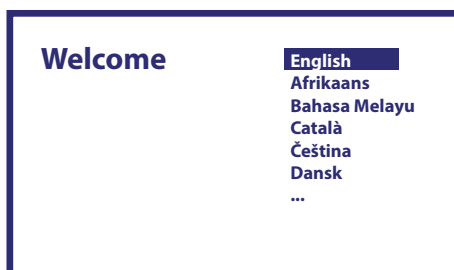 Welcome
English
Afrikaans
Bahasa Melayu
Català
Čeština
Dansk
...